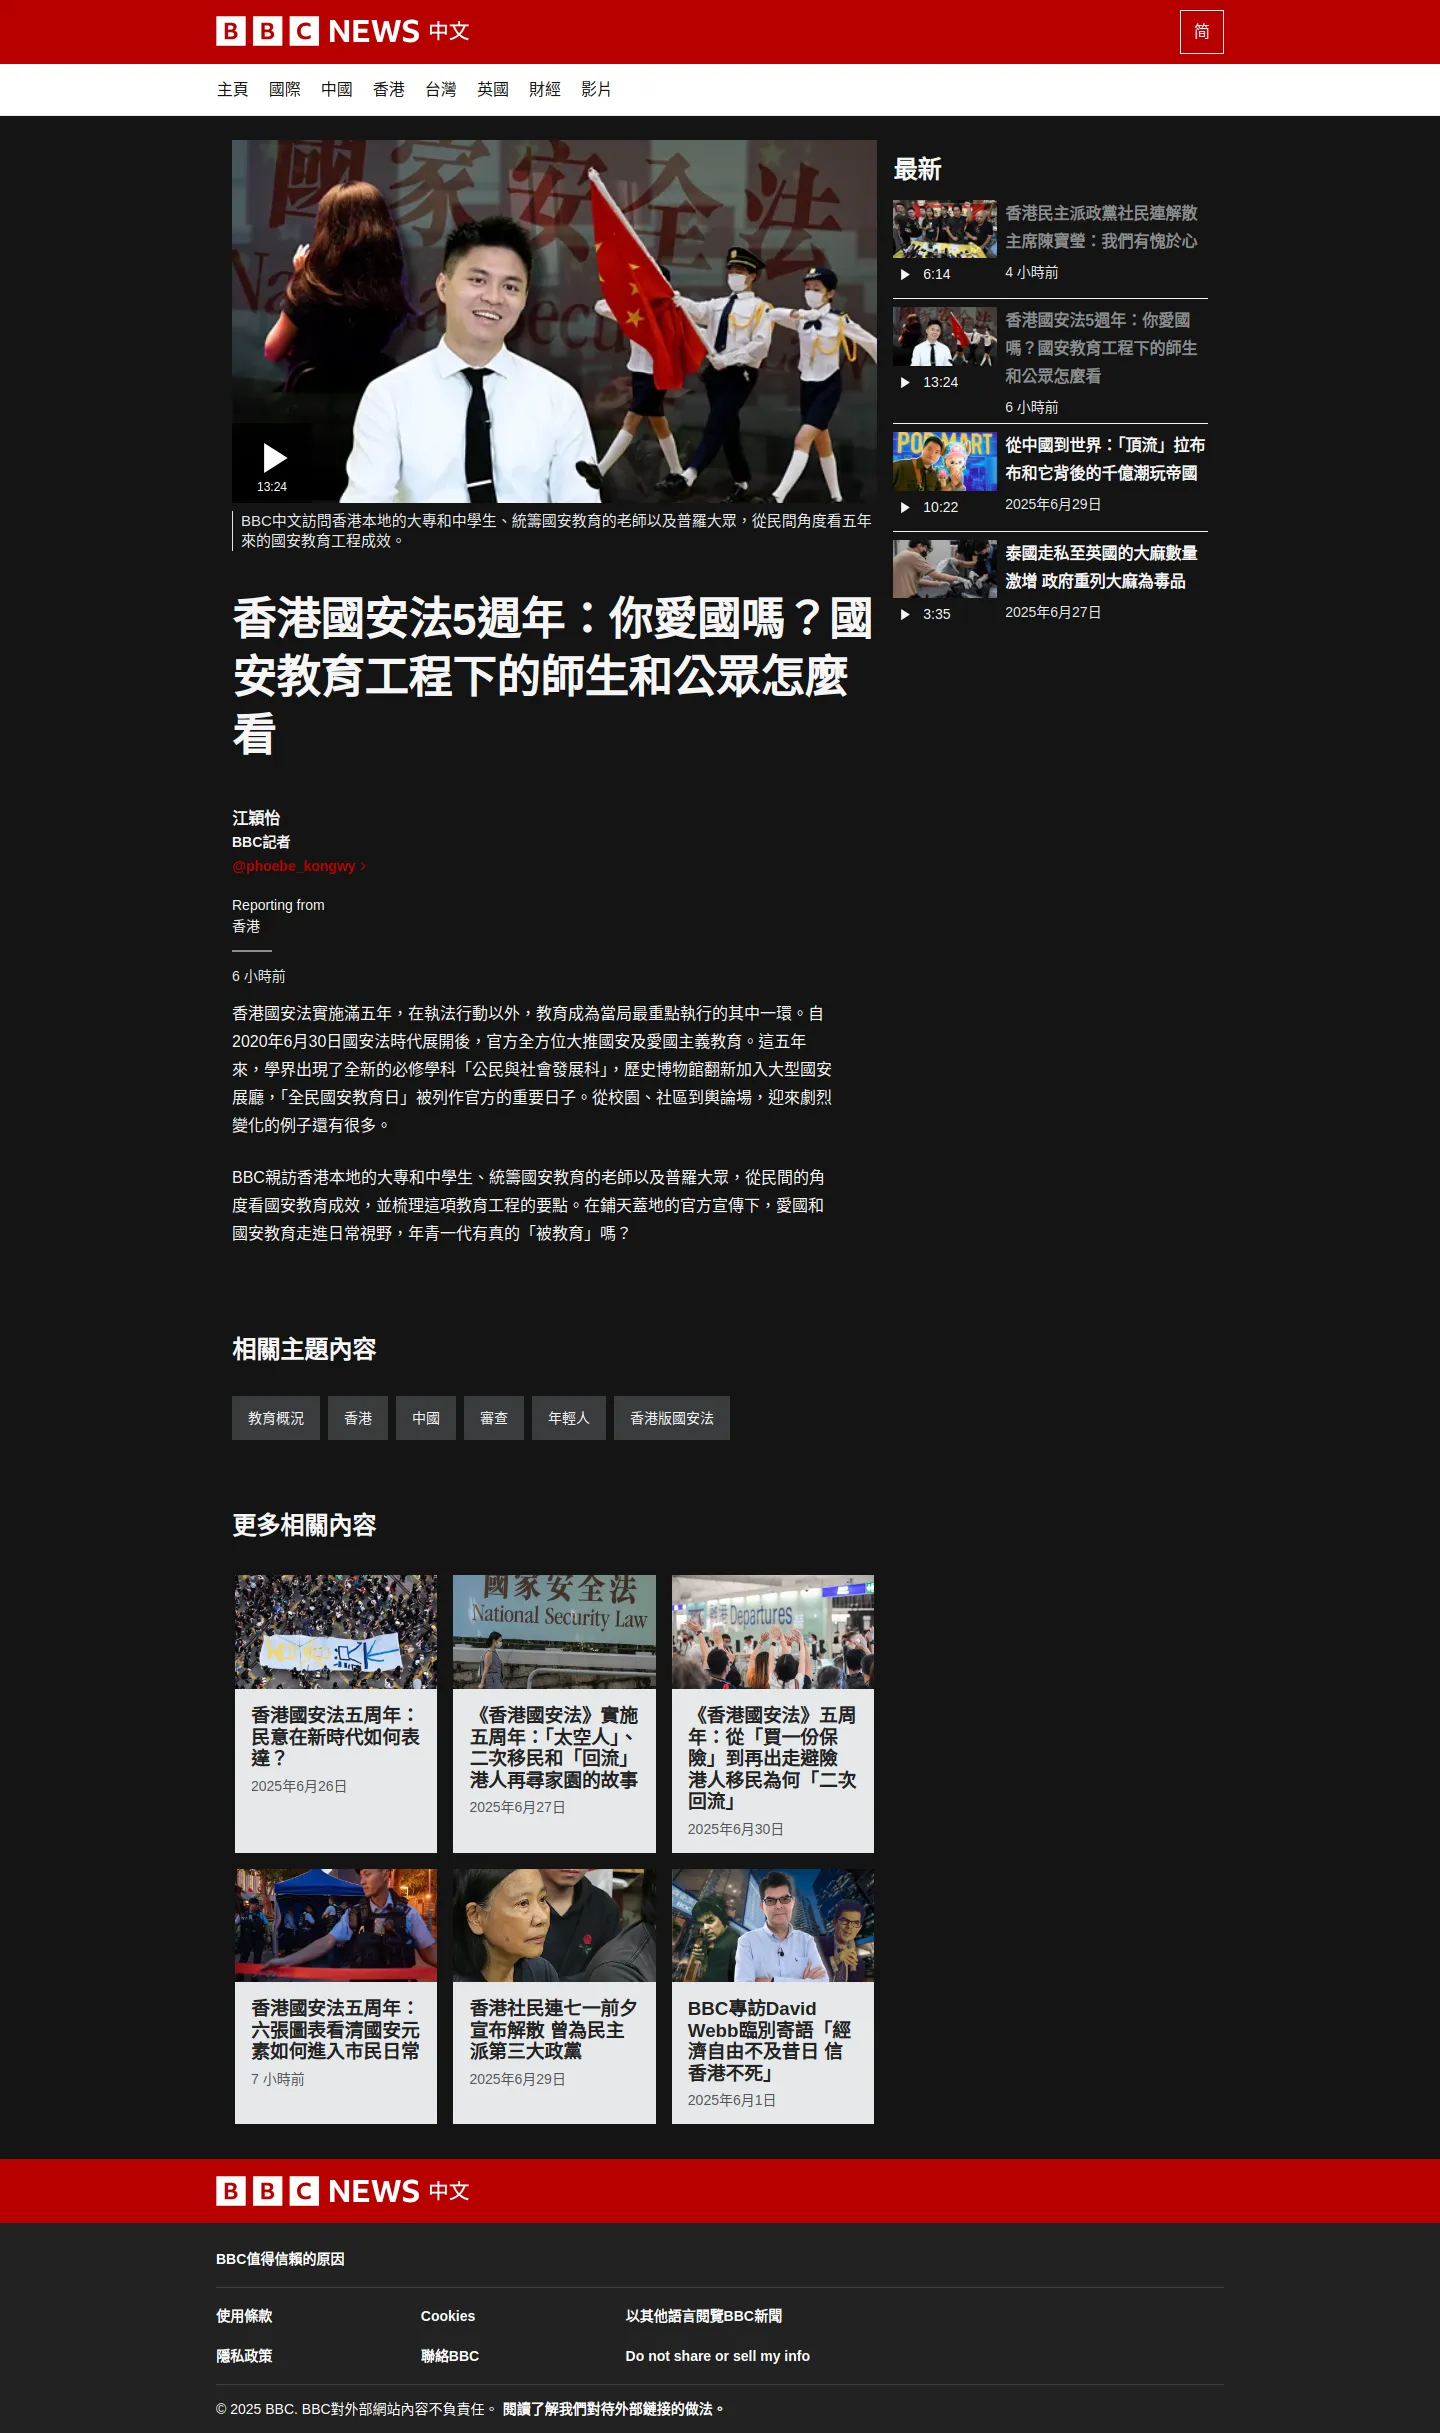 BBC NEWS 中文
简
主頁 國際 中國 香港 台灣 英國 財經 影片
國家安全法
13:24
BBC中文訪問香港本地的大專和中學生、統籌國安教育的老師以及普羅大眾，從民間角度看五年
來的國安教育工程成效。
香港國安法5週年：你愛國嗎？國
安教育工程下的師生和公眾怎麼
看
江穎怡
BBC記者
@phoebe_kongwy
Reporting from
香港
6 小時前
香港國安法實施滿五年，在執法行動以外，教育成為當局最重點執行的其中一環。自
2020年6月30日國安法時代展開後，官方全方位大推國安及愛國主義教育。這五年
來，學界出現了全新的必修學科「公民與社會發展科」，歷史博物館翻新加入大型國安
展廳，「全民國安教育日」被列作官方的重要日子。從校園、社區到輿論場，迎來劇烈
變化的例子還有很多。
BBC親訪香港本地的大專和中學生、統籌國安教育的老師以及普羅大眾，從民間的角
度看國安教育成效，並梳理這項教育工程的要點。在鋪天蓋地的官方宣傳下，愛國和
國安教育走進日常視野，年青一代有真的「被教育」嗎？
最新
香港民主派政黨社民連解散
主席陳寶瑩：我們有愧於心
6:14
4 小時前
香港國安法5週年：你愛國
嗎？國安教育工程下的師生
和公眾怎麼看
13:24
6 小時前
POP MART
從中國到世界：「頂流」拉布
布和它背後的千億潮玩帝國
10:22
2025年6月29日
泰國走私至英國的大麻數量
激增 政府重列大麻為毒品
3:35
2025年6月27日
相關主題內容
教育概況 香港 中國 審查 年輕人 香港版國安法
更多相關內容
香港國安法五周年：
民意在新時代如何表
達？
2025年6月26日
國家安全法
National Security Law
《香港國安法》實施
五周年：「太空人」、
二次移民和「回流」
港人再尋家園的故事
2025年6月27日
Departures
《香港國安法》五周
年：從「買一份保
險」到再出走避險
港人移民為何「二次
回流」
2025年6月30日
香港國安法五周年：
六張圖表看清國安元
素如何進入市民日常
7 小時前
香港社民連七一前夕
宣布解散 曾為民主
派第三大政黨
2025年6月29日
BBC專訪David
Webb臨別寄語「經
濟自由不及昔日 信
香港不死」
2025年6月1日
BBC NEWS 中文
BBC值得信賴的原因
使用條款 Cookies 以其他語言閱覽BBC新聞
隱私政策 聯絡BBC Do not share or sell my info
© 2025 BBC. BBC對外部網站內容不負責任。 閱讀了解我們對待外部鏈接的做法。